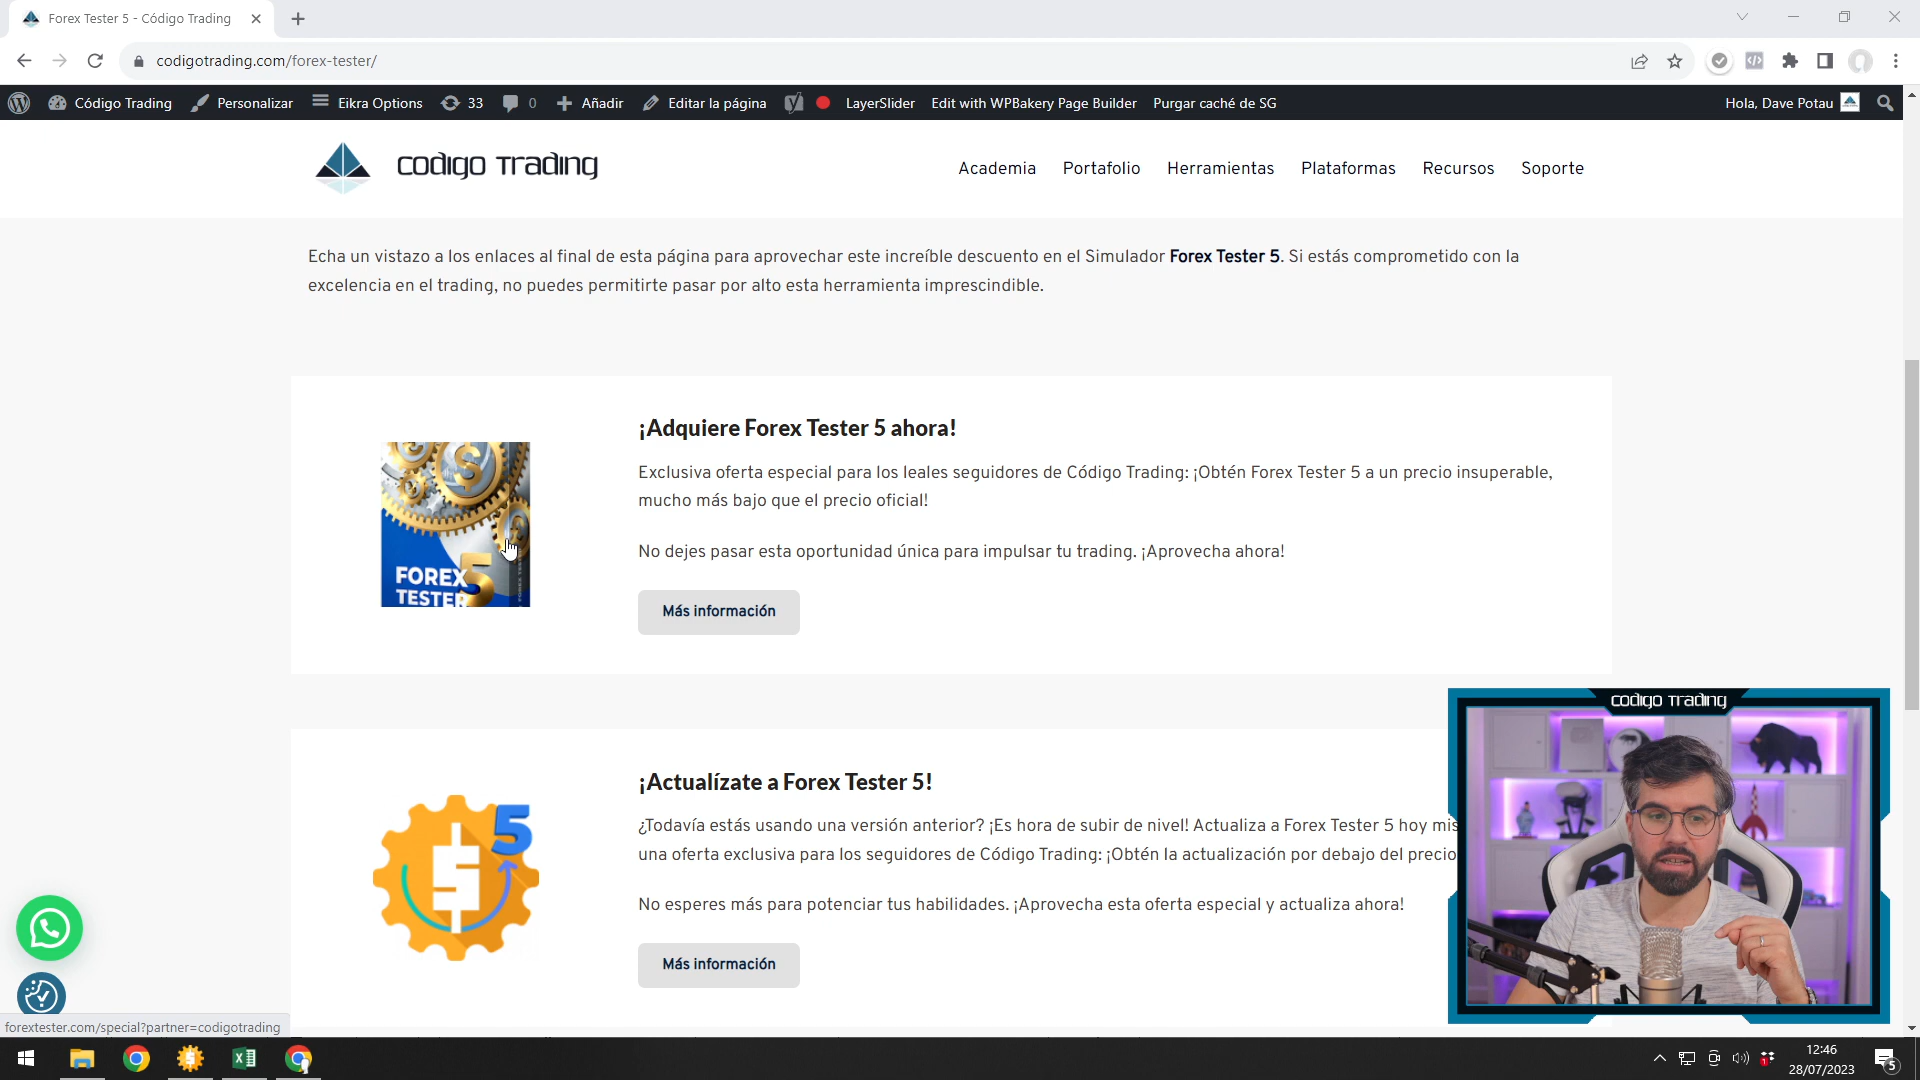 Forex Tester 5 - Código Trading
codigotrading.com/forex-tester/
Código Trading
Personalizar
Eikra Options
33
0
Añadir
Editar la página
LayerSlider
Edit with WPBakery Page Builder
Purgar caché de SG
Hola, Dave Potau
codigo Trading
Academia
Portafolio
Herramientas
Plataformas
Recursos
Soporte
Echa un vistazo a los enlaces al final de esta página para aprovechar este increíble descuento en el Simulador Forex Tester 5. Si estás comprometido con la
excelencia en el trading, no puedes permitirte pasar por alto esta herramienta imprescindible.
¡Adquiere Forex Tester 5 ahora!
Exclusiva oferta especial para los leales seguidores de Código Trading: ¡Obtén Forex Tester 5 a un precio insuperable,
mucho más bajo que el precio oficial!
No dejes pasar esta oportunidad única para impulsar tu trading. ¡Aprovecha ahora!
FOREX
TESTER
5
Más información
codigo Trading
¡Actualízate a Forex Tester 5!
5
¿Todavía estás usando una versión anterior? ¡Es hora de subir de nivel! Actualiza a Forex Tester 5 hoy mis
una oferta exclusiva para los seguidores de Código Trading: ¡Obtén la actualización por debajo del precio
No esperes más para potenciar tus habilidades. ¡Aprovecha esta oferta especial y actualiza ahora!
Más información
forextester.com/special?partner=codigotrading
12:46
28/07/2023
5